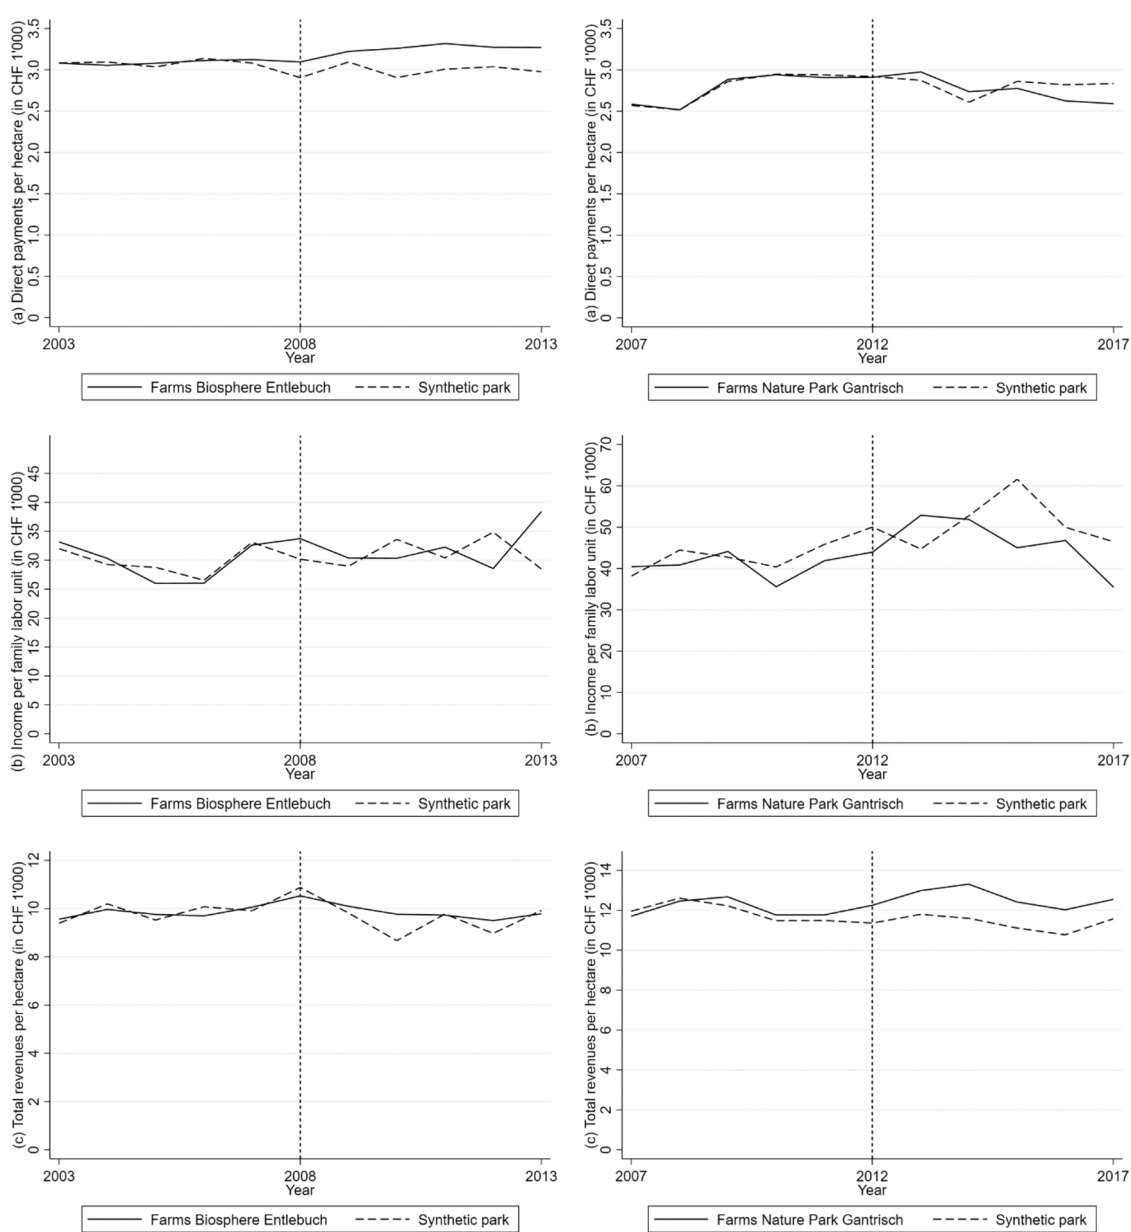 (a) Direct payments per hectare (in CHF 1'000)
3.5
3.0
2.5
2.0
1.5
1.0
0.5
0
2003 2008 2013
Year
Farms Biosphere Entlebuch Synthetic park
(a) Direct payments per hectare (in CHF 1'000)
3.5
3.0
2.5
2.0
1.5
1.0
0.5
0
2007 2012 2017
Year
Farms Nature Park Gantrisch Synthetic park
(b) Income per family labor unit (in CHF 1'000)
45
40
35
30
25
20
15
10
5
0
2003 2008 2013
Year
Farms Biosphere Entlebuch Synthetic park
(b) Income per family labor unit (in CHF 1'000)
70
60
50
40
30
20
10
0
2007 2012 2017
Year
Farms Nature Park Gantrisch Synthetic park
(c) Total revenues per hectare (in CHF 1'000)
12
10
8
6
4
2
0
2003 2008 2013
Year
Farms Biosphere Entlebuch Synthetic park
(c) Total revenues per hectare (in CHF 1'000)
14
12
10
8
6
4
2
0
2007 2012 2017
Year
Farms Nature Park Gantrisch Synthetic park